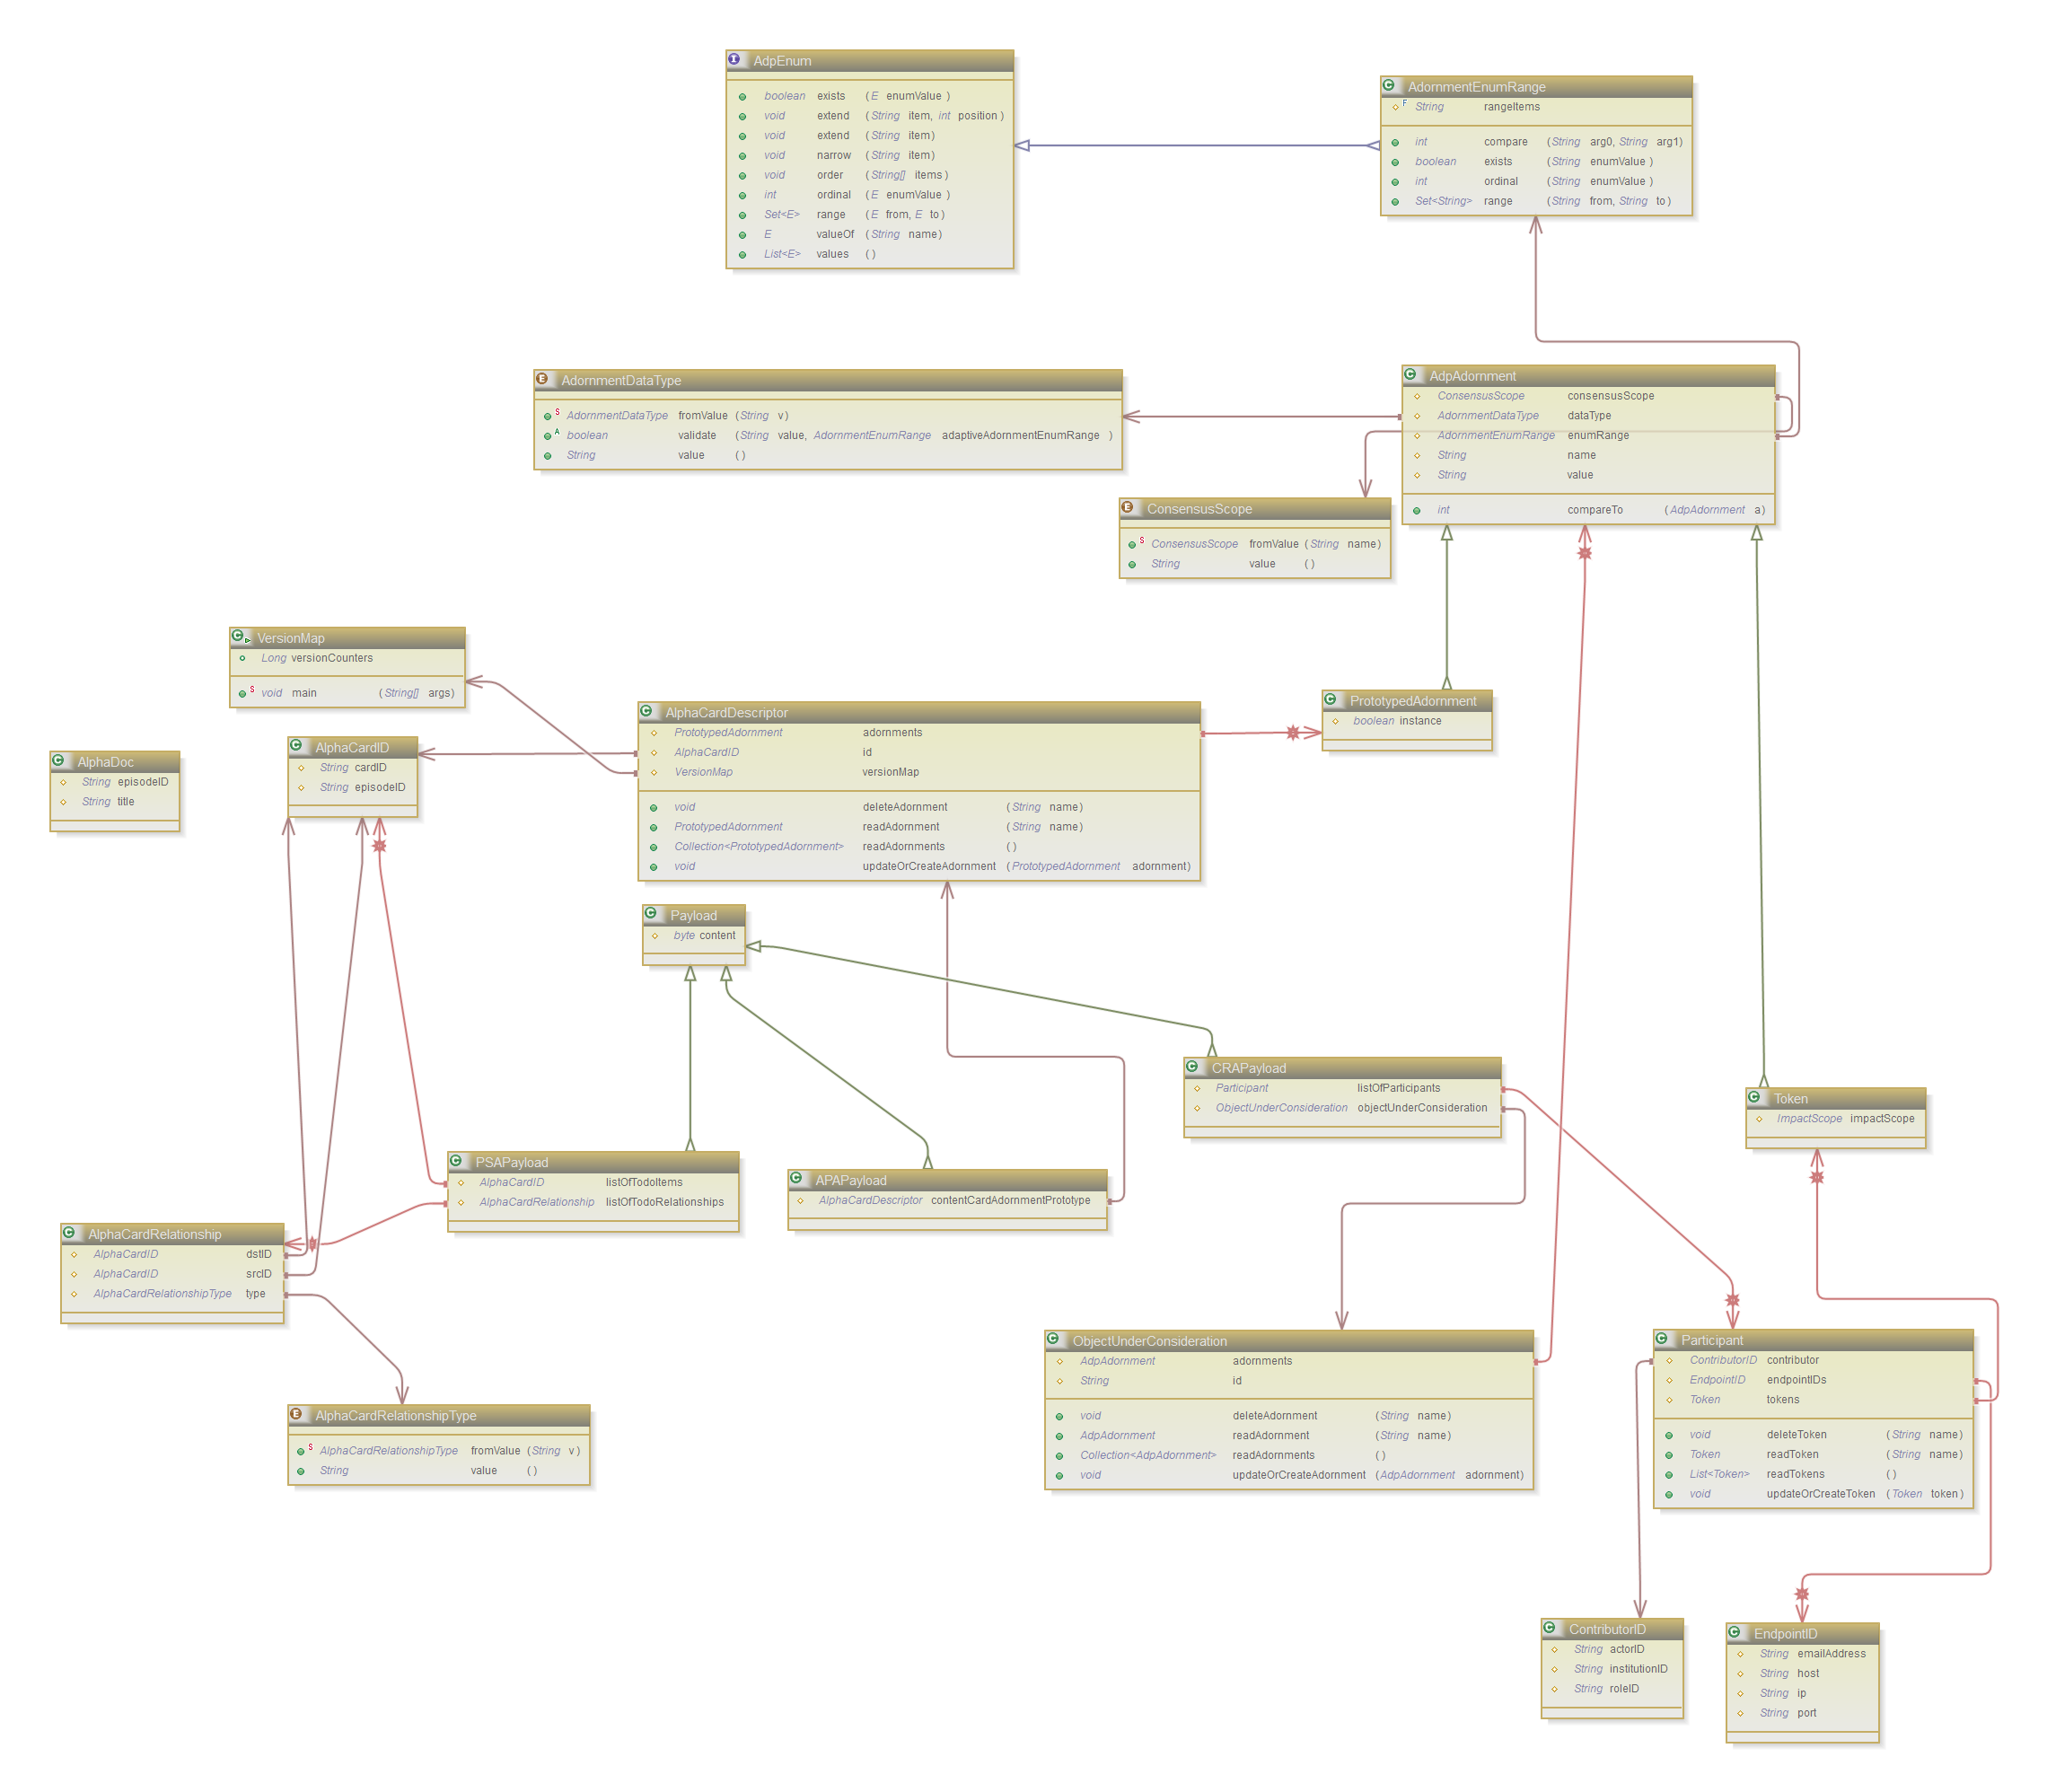 AdpEnum
boolean exists (E enumValue)
void extend (String item, int position)
void extend (String item)
void narrow (String item)
void order (String[] items)
int ordinal (E enumValue)
Set<E> range (E from, E to)
E valueOf (String name)
List<E> values ()
AdornmentEnumRange
String rangeItems
int compare (String arg0, String arg1)
boolean exists (String enumValue)
int ordinal (String enumValue)
Set<String> range (String from, String to)
AdornmentDataType
AdornmentDataType fromValue (String v)
boolean validate (String value, AdornmentEnumRange adaptiveAdornmentEnumRange)
String value ()
AdpAdornment
ConsensusScope consensusScope
AdornmentDataType dataType
AdornmentEnumRange enumRange
String name
String value
int compareTo (AdpAdornment a)
ConsensusScope
ConsensusScope fromValue (String name)
String value ()
VersionMap
Long versionCounters
void main (String[] args)
AlphaDoc
String episodeID
String title
AlphaCardID
String cardID
String episodeID
AlphaCardDescriptor
PrototypedAdornment adornments
AlphaCardID id
VersionMap versionMap
void deleteAdornment (String name)
PrototypedAdornment readAdornment (String name)
Collection<PrototypedAdornment> readAdornments ()
void updateOrCreateAdornment (PrototypedAdornment adornment)
PrototypedAdornment
boolean instance
Payload
byte content
CRAPayload
Participant listOfParticipants
ObjectUnderConsideration objectUnderConsideration
Token
ImpactScope impactScope
PSAPayload
AlphaCardID listOfTodoItems
AlphaCardRelationship listOfTodoRelationships
APAPayload
AlphaCardDescriptor contentCardAdornmentPrototype
AlphaCardRelationship
AlphaCardID dstID
AlphaCardID srcID
AlphaCardRelationshipType type
AlphaCardRelationshipType
AlphaCardRelationshipType fromValue (String v)
String value ()
ObjectUnderConsideration
AdpAdornment adornments
String id
void deleteAdornment (String name)
AdpAdornment readAdornment (String name)
Collection<AdpAdornment> readAdornments ()
void updateOrCreateAdornment (AdpAdornment adornment)
Participant
ContributorID contributor
EndpointID endpointIDs
Token tokens
void deleteToken (String name)
Token readToken (String name)
List<Token> readTokens ()
void updateOrCreateToken (Token token)
ContributorID
String actorID
String institutionID
String roleID
EndpointID
String emailAddress
String host
String ip
String port